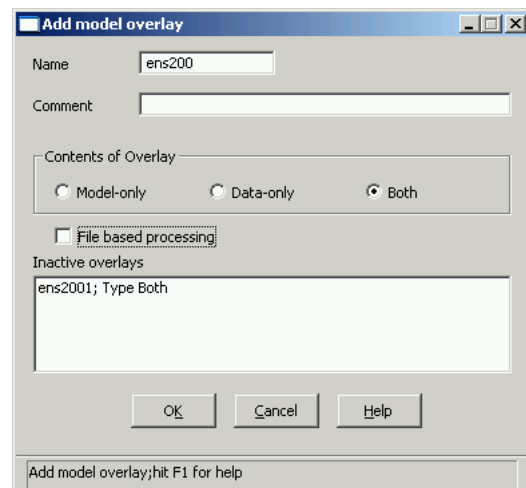 Add model overlay
Name ens200
Comment
Contents of Overlay
Model-only Data-only Both
File based processing
Inactive overlays
ens2001; Type Both
OK Cancel Help
Add model overlay;hit F1 for help